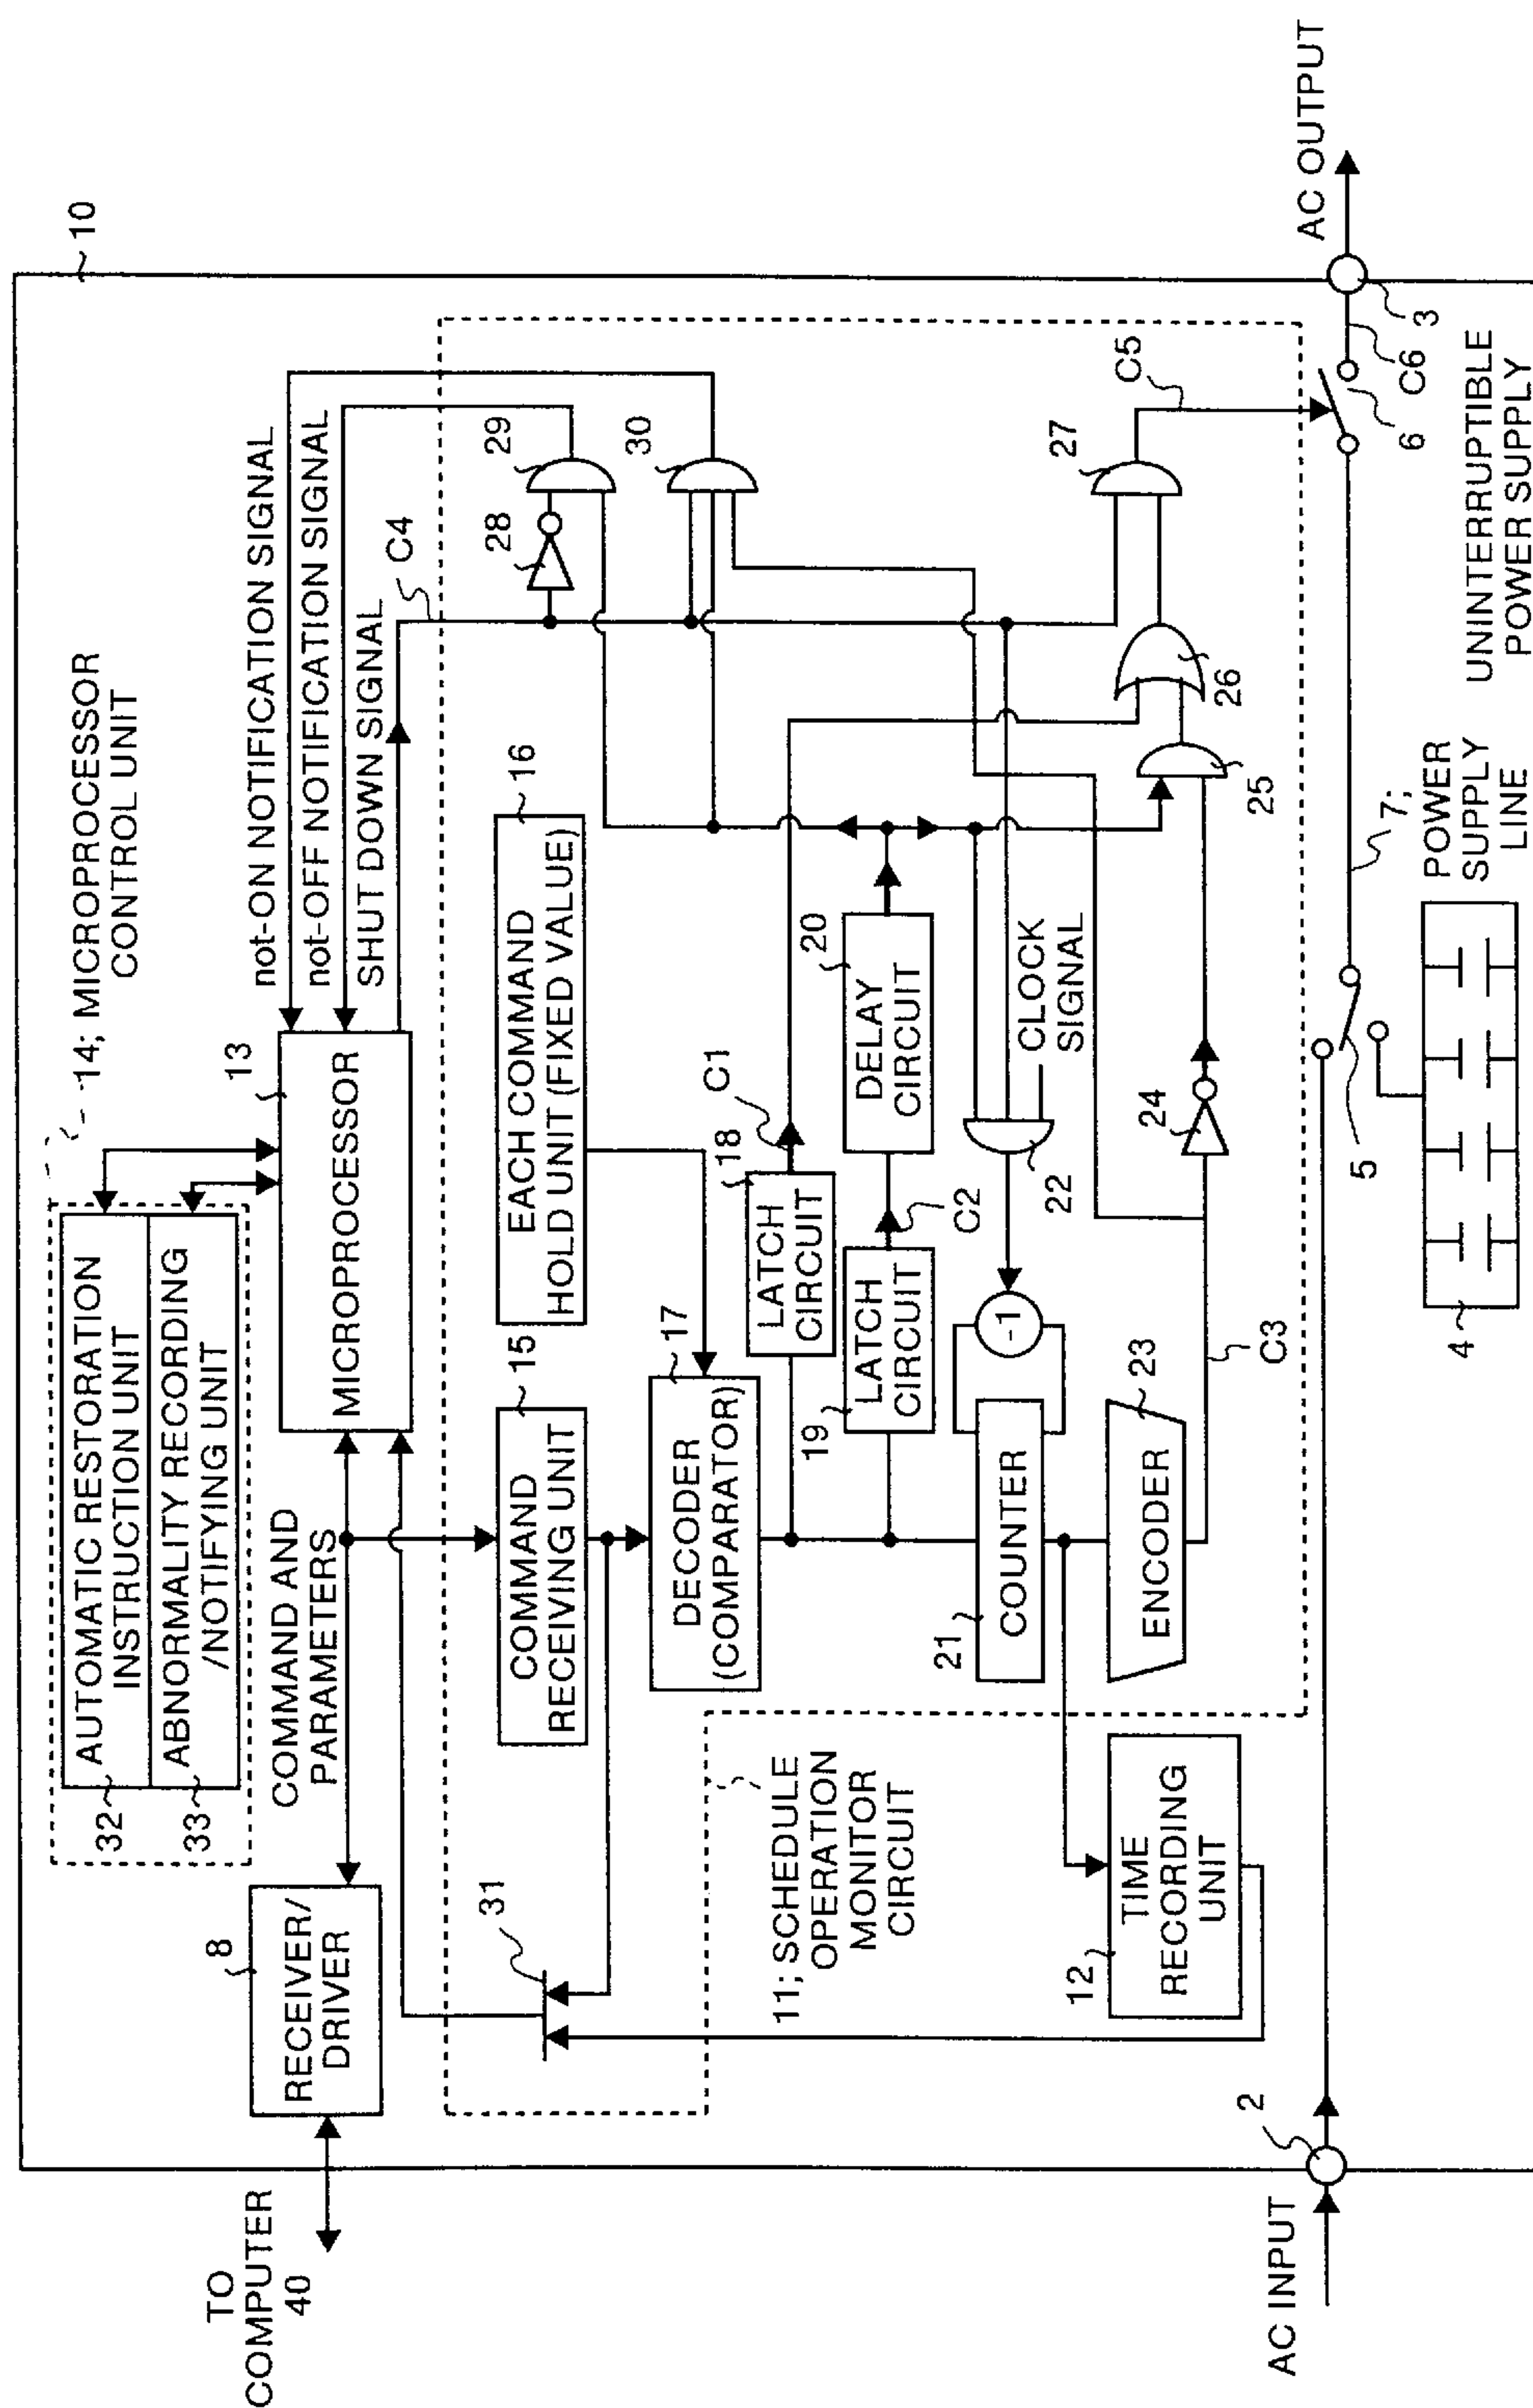 10
14; MICROPROCESSOR
CONTROL UNIT
32
AUTOMATIC RESTORATION
INSTRUCTION UNIT
33
ABNORMALITY RECORDING
/NOTIFYING UNIT
TO
COMPUTER
40
8
RECEIVER/
DRIVER
COMMAND AND
PARAMETERS
13
MICROPROCESSOR
not-ON NOTIFICATION SIGNAL
not-OFF NOTIFICATION SIGNAL
SHUT DOWN SIGNAL
C4
31
15
COMMAND
RECEIVING UNIT
16
EACH COMMAND
HOLD UNIT (FIXED VALUE)
28
29
30
17
DECODER
(COMPARATOR)
18
LATCH
CIRCUIT
C1
19
LATCH
CIRCUIT
C2
20
DELAY
CIRCUIT
11; SCHEDULE
OPERATION
MONITOR
CIRCUIT
21
COUNTER
-1
22
CLOCK
SIGNAL
12
TIME
RECORDING
UNIT
ENCODER
23
C3
24
25
26
27
C5
AC INPUT
2
5
7;
POWER
SUPPLY
LINE
6
C6
3
AC OUTPUT
4
UNINTERRUPTIBLE
POWER SUPPLY